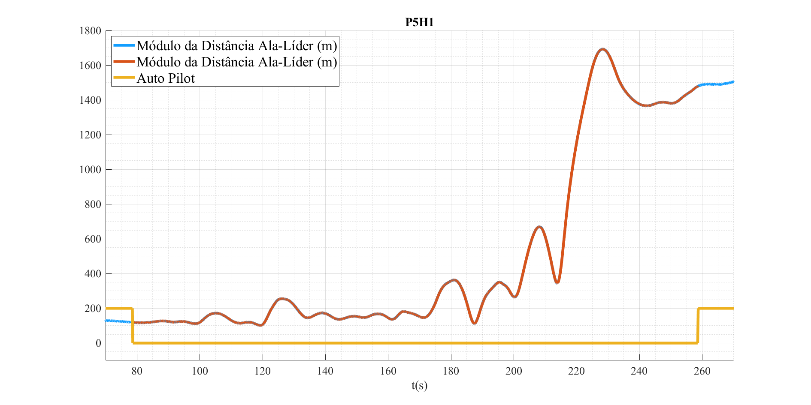 P5H1
Módulo da Distância Ala-Líder (m)
Módulo da Distância Ala-Líder (m)
Auto Pilot
1800
1600
1400
1200
1000
800
600
400
200
0
80 100 120 140 160 180 200 220 240 260
t(s)